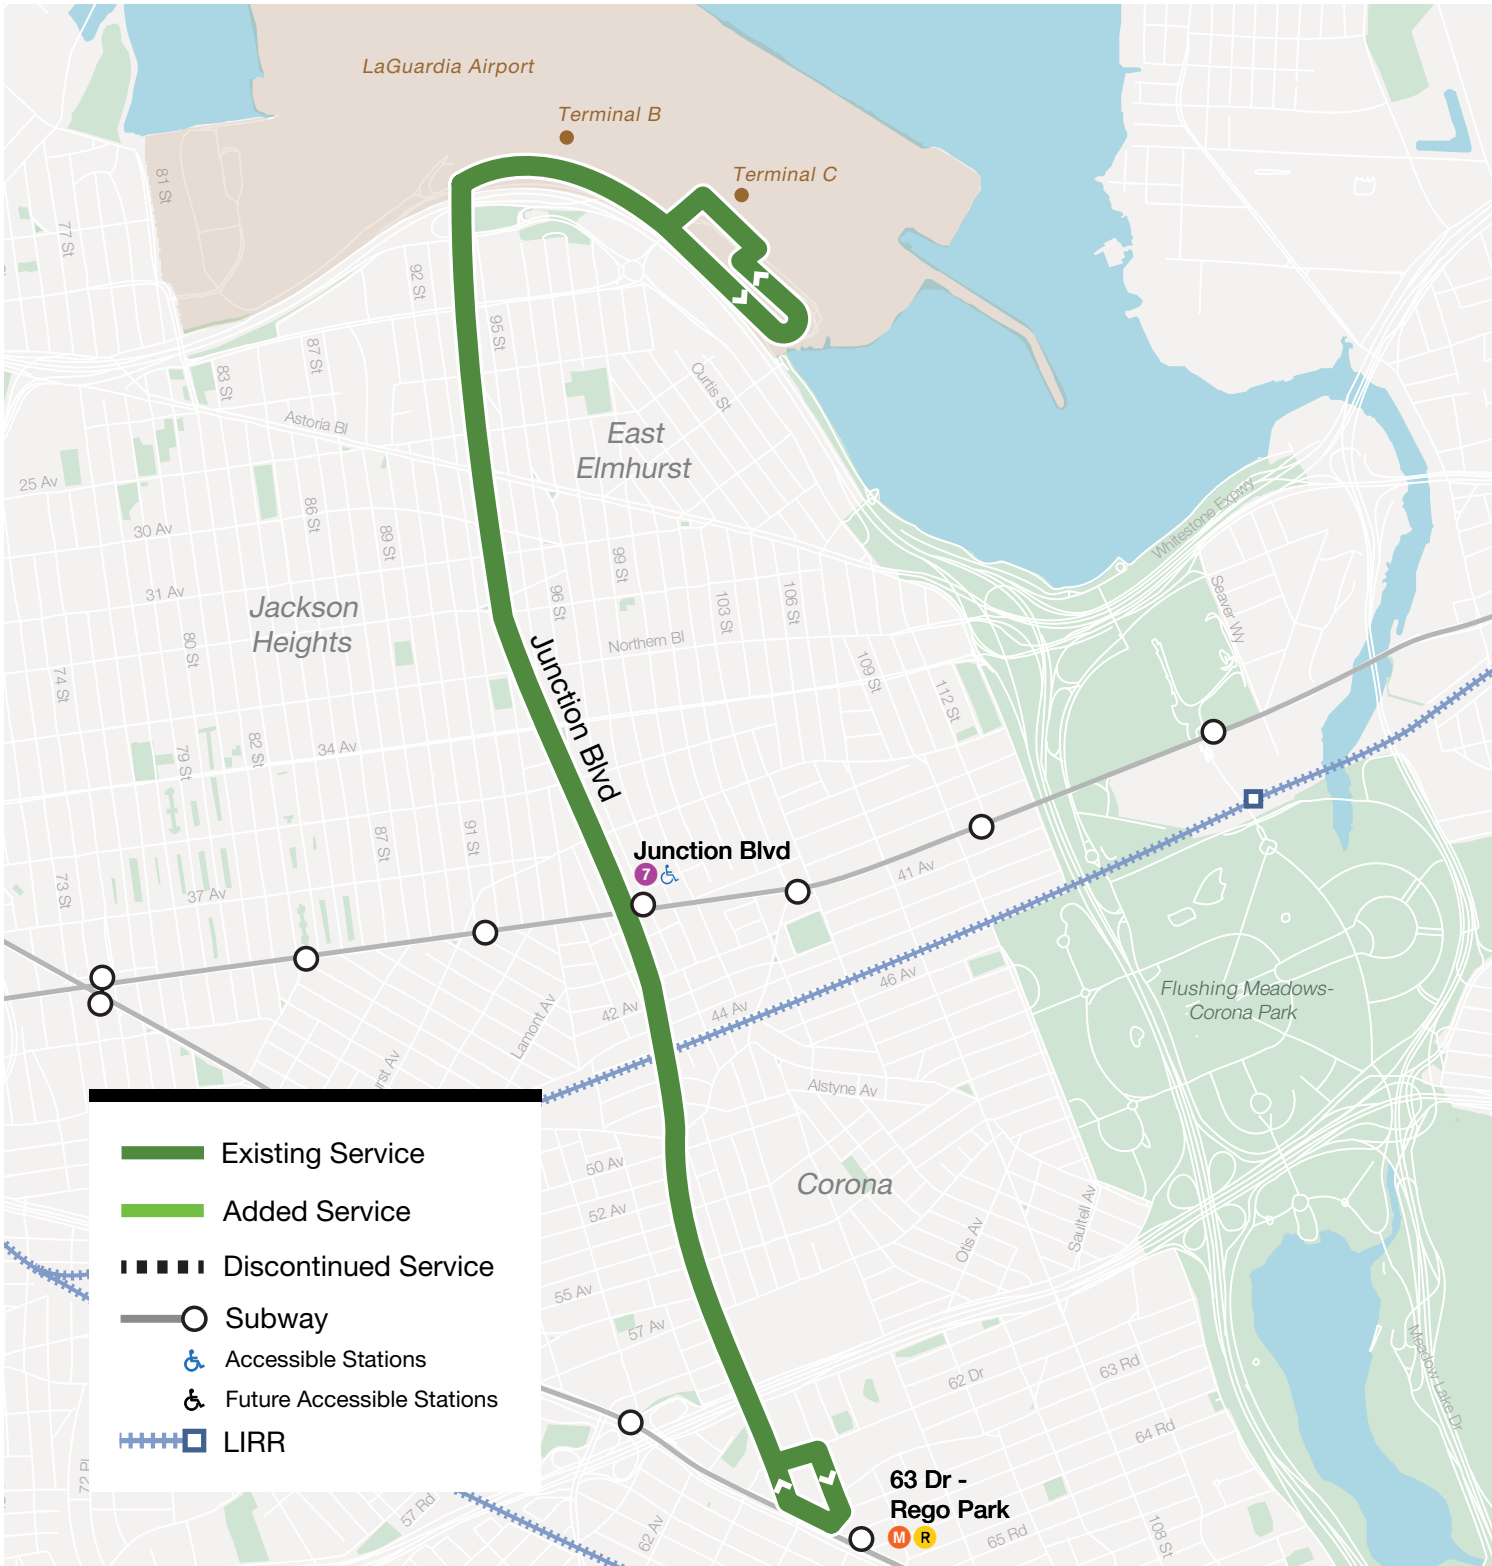 LaGuardia Airport
Terminal B
Terminal C
81 St
77 St
92 St
95 St
87 St
83 St
Curtis St
Astoria Bl
East
Elmhurst
25 Av
86 St
30 Av
89 St
Whitestone Expwy
99 St
31 Av
96 St
103 St
106 St
Seaver Wy
Jackson
Heights
80 St
Northern Bl
Junction Blvd
74 St
109 St
112 St
79 St
82 St
34 Av
87 St
91 St
Junction Blvd
7
41 Av
73 St
37 Av
46 Av
Flushing Meadows-
Corona Park
Lamont Av
42 Av
44 Av
rst Av
Alstyne Av
Existing Service
50 Av
Corona
Added Service
52 Av
Otis Av
Saultell Av
Discontinued Service
55 Av
Subway
57 Av
Accessible Stations
62 Dr
63 Rd
Meadow Lake Dr
Future Accessible Stations
64 Rd
LIRR
72 Pl
57 Rd
62 Av
63 Dr -
Rego Park
M R
65 Rd
108 St